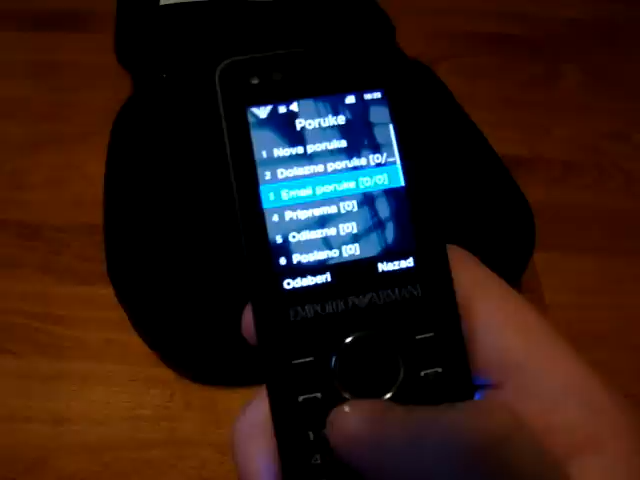 Poruke
1 Nova poruka
2 Dolazne poruke [0/...
3 Email poruke [0/0]
4 Priprema [0]
5 Odlazne [0]
6 Poslano [0]
Odaberi Nazad
EMPORIO ARMANI